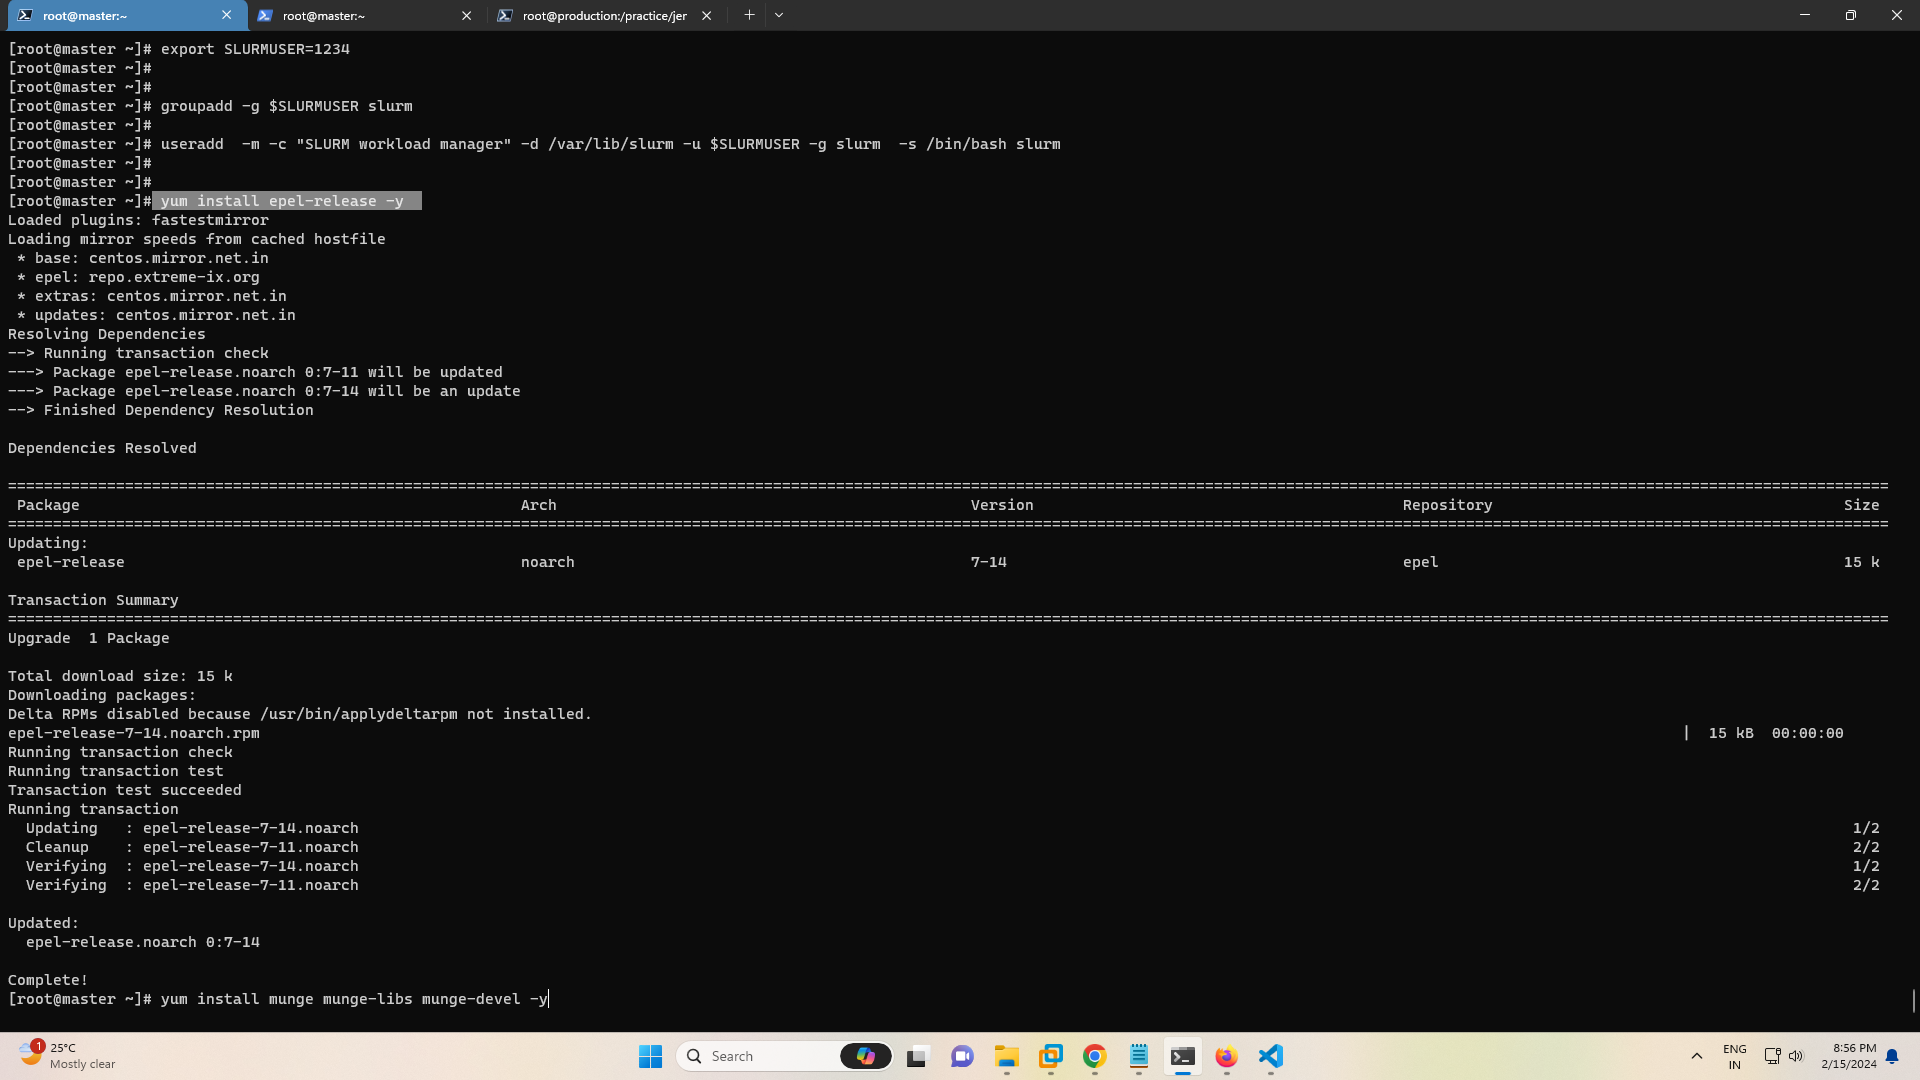 root@master:~
root@master:~
root@production:/practice/jer
[root@master ~]# export SLURMUSER=1234
[root@master ~]#
[root@master ~]#
[root@master ~]# groupadd -g $SLURMUSER slurm
[root@master ~]#
[root@master ~]# useradd  -m -c "SLURM workload manager" -d /var/lib/slurm -u $SLURMUSER -g slurm  -s /bin/bash slurm
[root@master ~]#
[root@master ~]#
[root@master ~]# yum install epel-release -y
Loaded plugins: fastestmirror
Loading mirror speeds from cached hostfile
 * base: centos.mirror.net.in
 * epel: repo.extreme-ix.org
 * extras: centos.mirror.net.in
 * updates: centos.mirror.net.in
Resolving Dependencies
--> Running transaction check
---> Package epel-release.noarch 0:7-11 will be updated
---> Package epel-release.noarch 0:7-14 will be an update
--> Finished Dependency Resolution
Dependencies Resolved
Package Arch Version Repository Size
Updating:
epel-release noarch 7-14 epel 15 k
Transaction Summary
Upgrade  1 Package
Total download size: 15 k
Downloading packages:
Delta RPMs disabled because /usr/bin/applydeltarpm not installed.
epel-release-7-14.noarch.rpm | 15 kB  00:00:00
Running transaction check
Running transaction test
Transaction test succeeded
Running transaction
  Updating   : epel-release-7-14.noarch 1/2
  Cleanup    : epel-release-7-11.noarch 2/2
  Verifying  : epel-release-7-14.noarch 1/2
  Verifying  : epel-release-7-11.noarch 2/2
Updated:
  epel-release.noarch 0:7-14
Complete!
[root@master ~]# yum install munge munge-libs munge-devel -y
1
25°C
Mostly clear
Search
ENG
IN
8:56 PM
2/15/2024